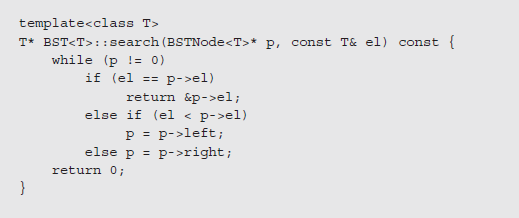 template<class T>
T* BST<T>::search(BSTNode<T>* p, const T& el) const {
    while (p != 0)
        if (el == p->el)
             return &p->el;
        else if (el < p->el)
             p = p->left;
        else p = p->right;
    return 0;
}